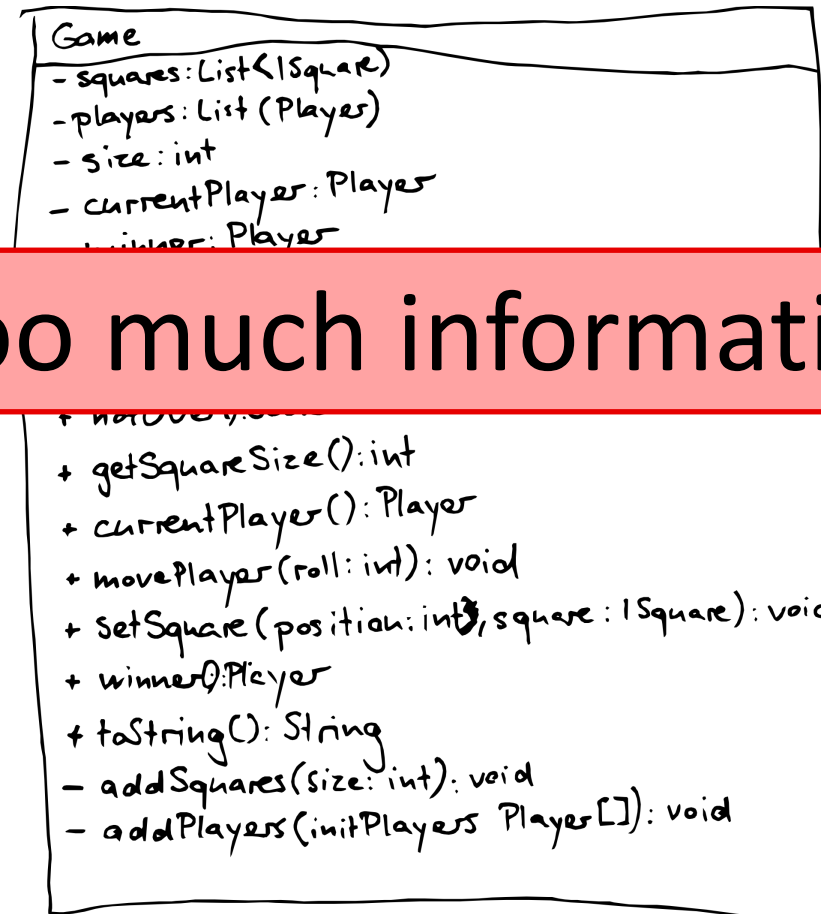 Game
- squares: List<ISquare)
- players: List (Player)
- size: int
- currentPlayer: Player
winner: Player
oo much informati
+ getSquareSize(): int
+ currentPlayer(): Player
+ movePlayer (roll: int): void
+ setSquare (position: int, square: ISquare): void
+ winner(): Player
+ toString(): String
- addSquares (size: int): void
- addPlayers (initPlayers Player[]): void